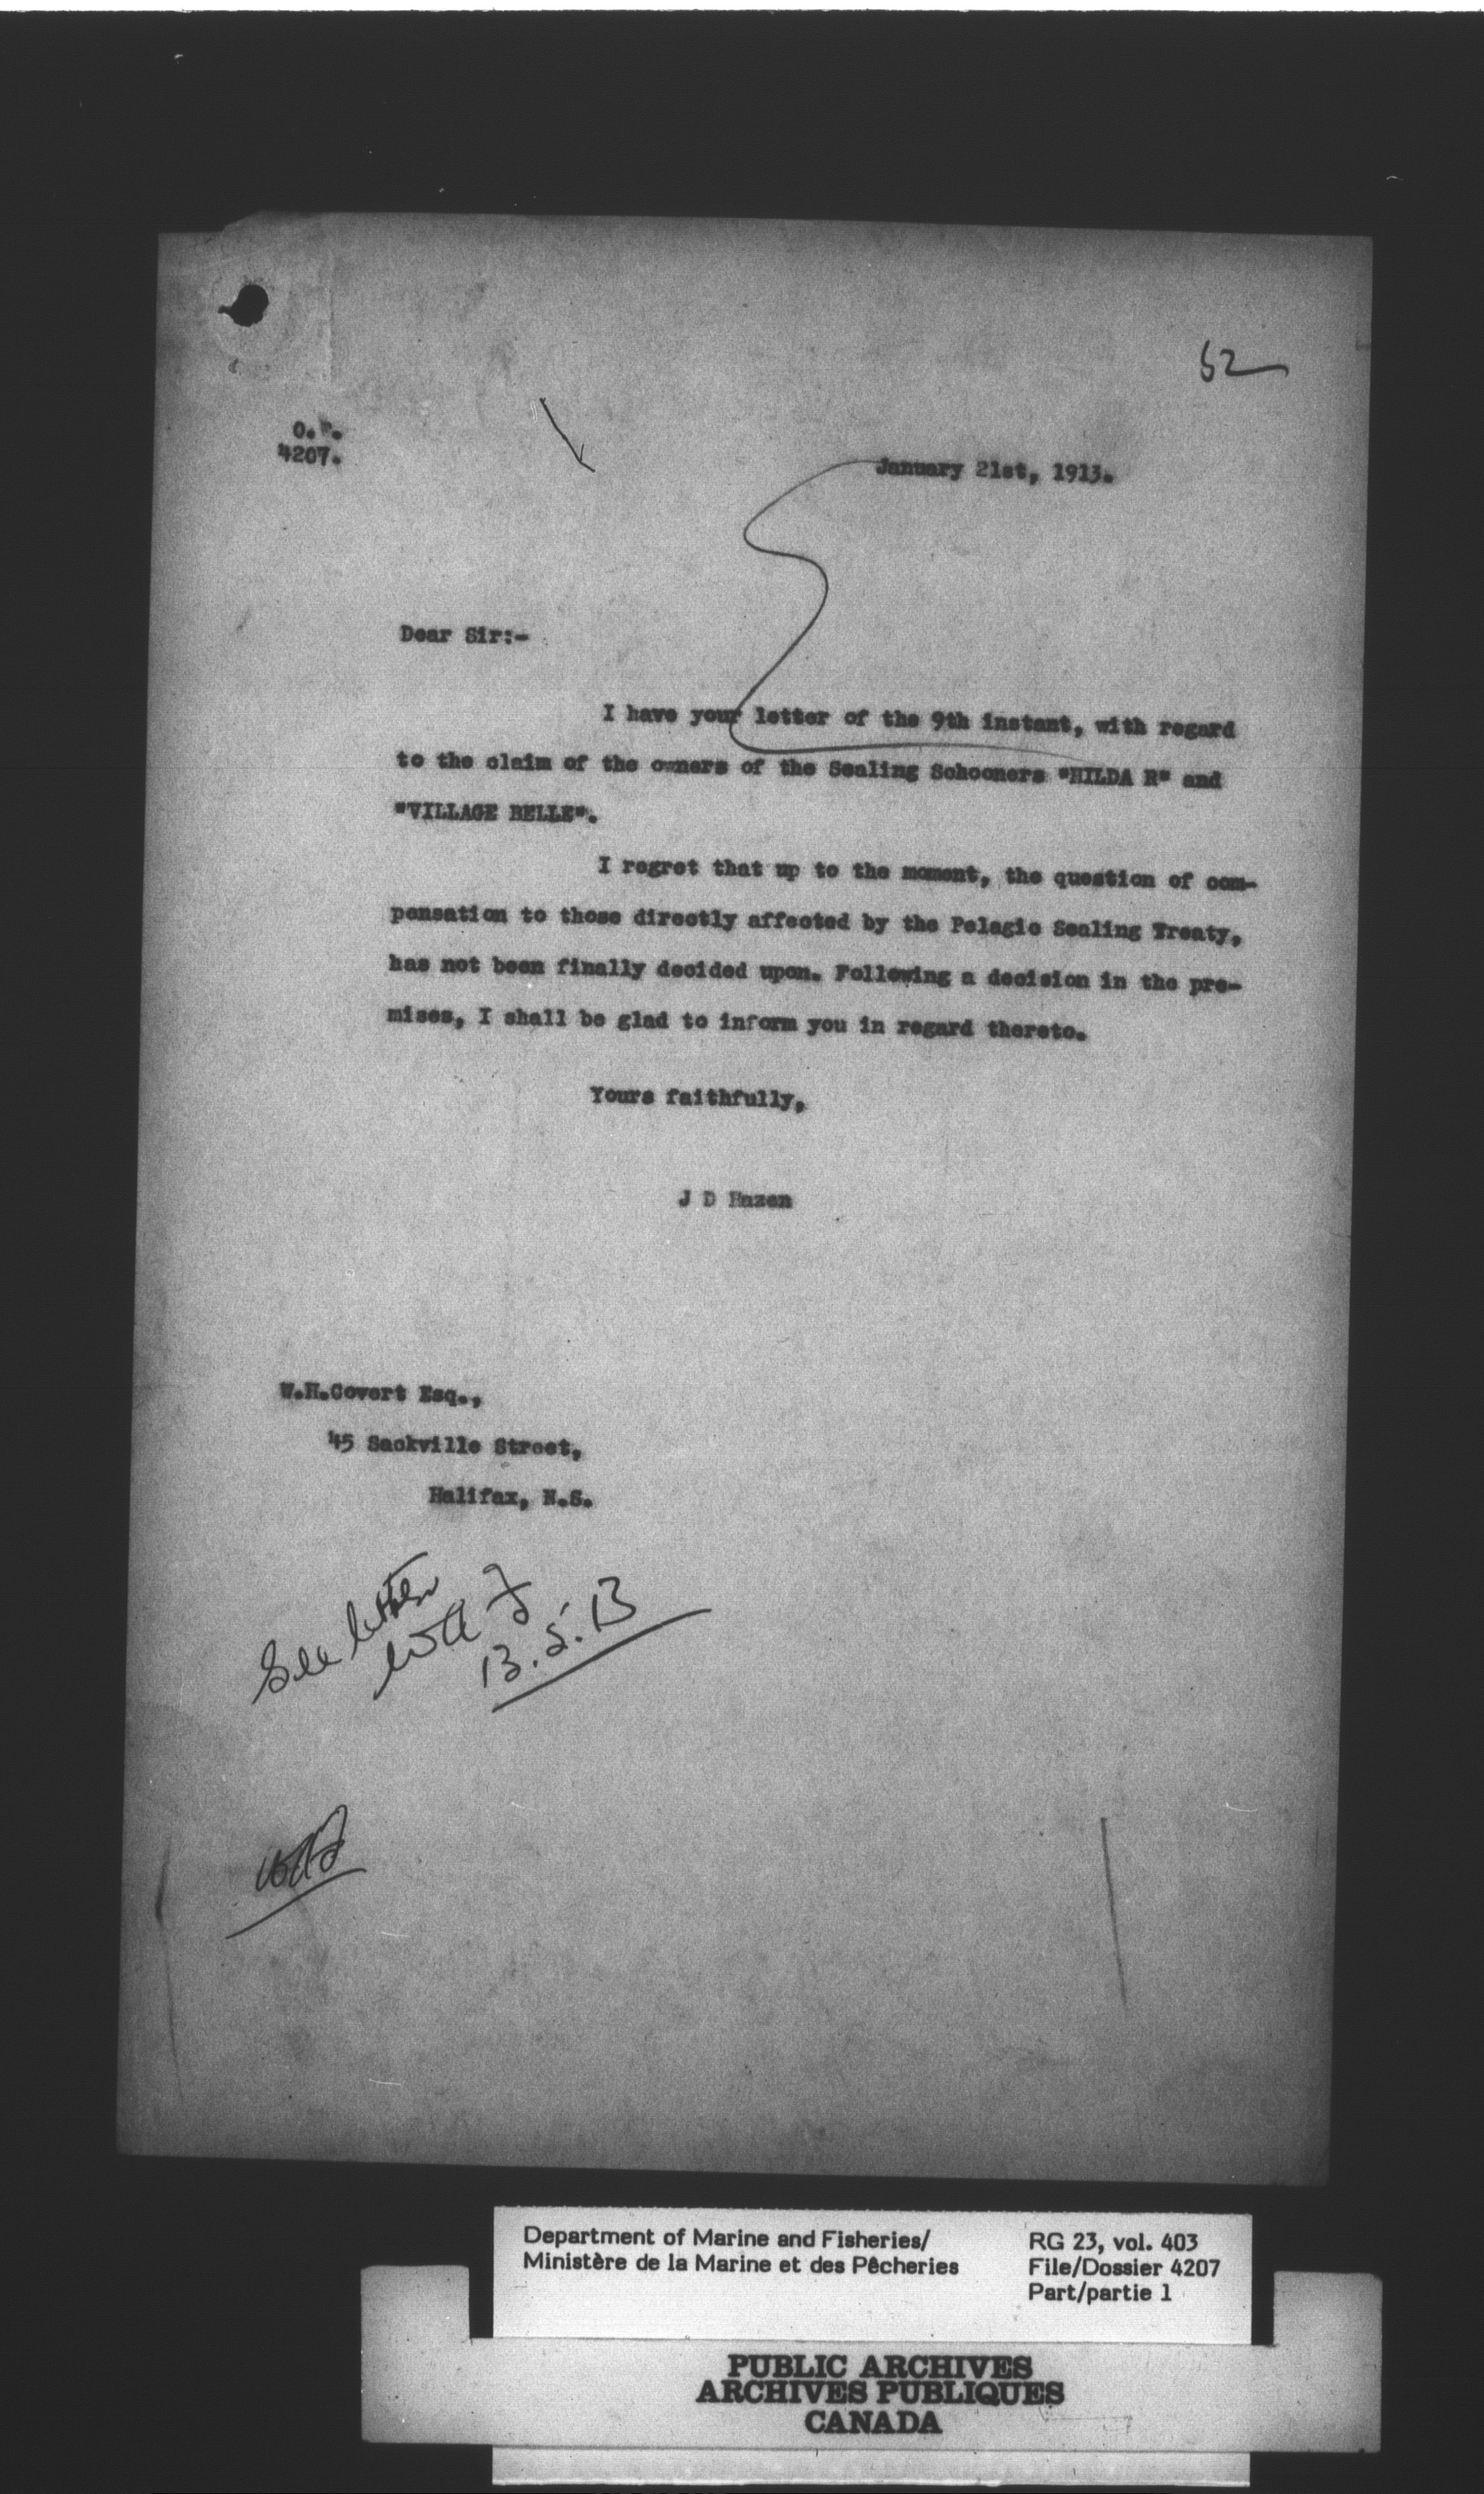 52
O.F.
4207.
January 21st, 1913.
Dear Sir:-
I have your letter of the 9th instant, with regard
to the claim of the owners of the Sealing Schooners "HILDA R" and
"VILLAGE BELLE".
I regret that up to the moment, the question of com-
pensation to those directly affected by the Pelagic Sealing Treaty,
has not been finally decided upon. Following a decision in the pre-
mises, I shall be glad to inform you in regard thereto.
Yours faithfully,
J D Hazen
W.H.Covert Esq.,
45 Sackville Street,
Halifax, N.S.
See letter
13.5.13
Department of Marine and Fisheries/
Ministère de la Marine et des Pêcheries
RG 23, vol. 403
File/Dossier 4207
Part/partie 1
PUBLIC ARCHIVES
ARCHIVES PUBLIQUES
CANADA